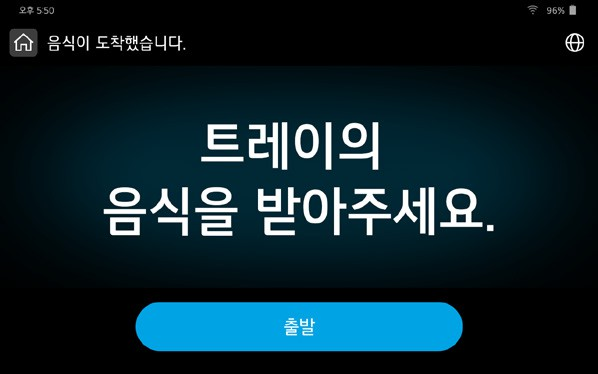 오후 5:50
96%
음식이 도착했습니다.
트레이의
음식을 받아주세요.
출발